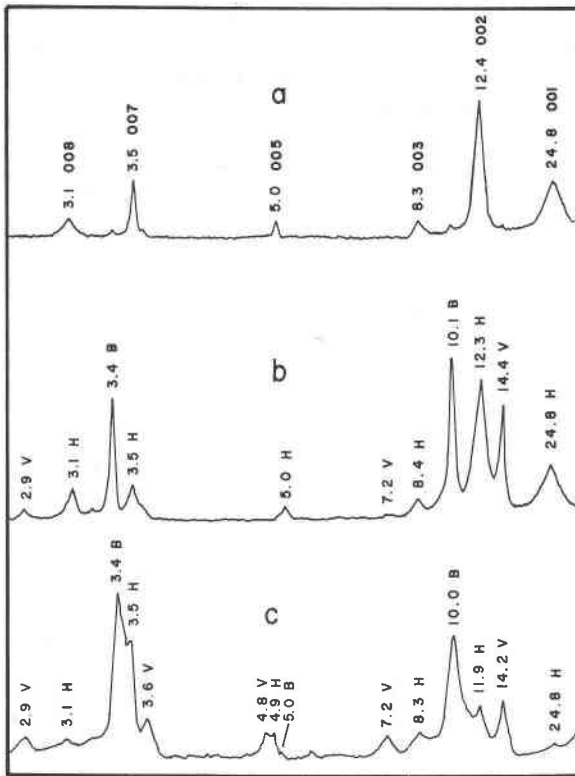 a
3.1 008
3.5 007
5.0 005
8.3 003
12.4 002
24.8 001
b
2.9 V
3.1 H
3.4 B
3.5 H
5.0 H
7.2 V
8.4 H
10.1 B
12.3 H
14.4 V
24.8 H
c
2.9 V
3.1 H
3.4 B
3.5 H
3.6 V
4.8 V
4.9 H
5.0 B
7.2 V
8.3 H
10.0 B
11.9 H
14.2 V
24.8 H